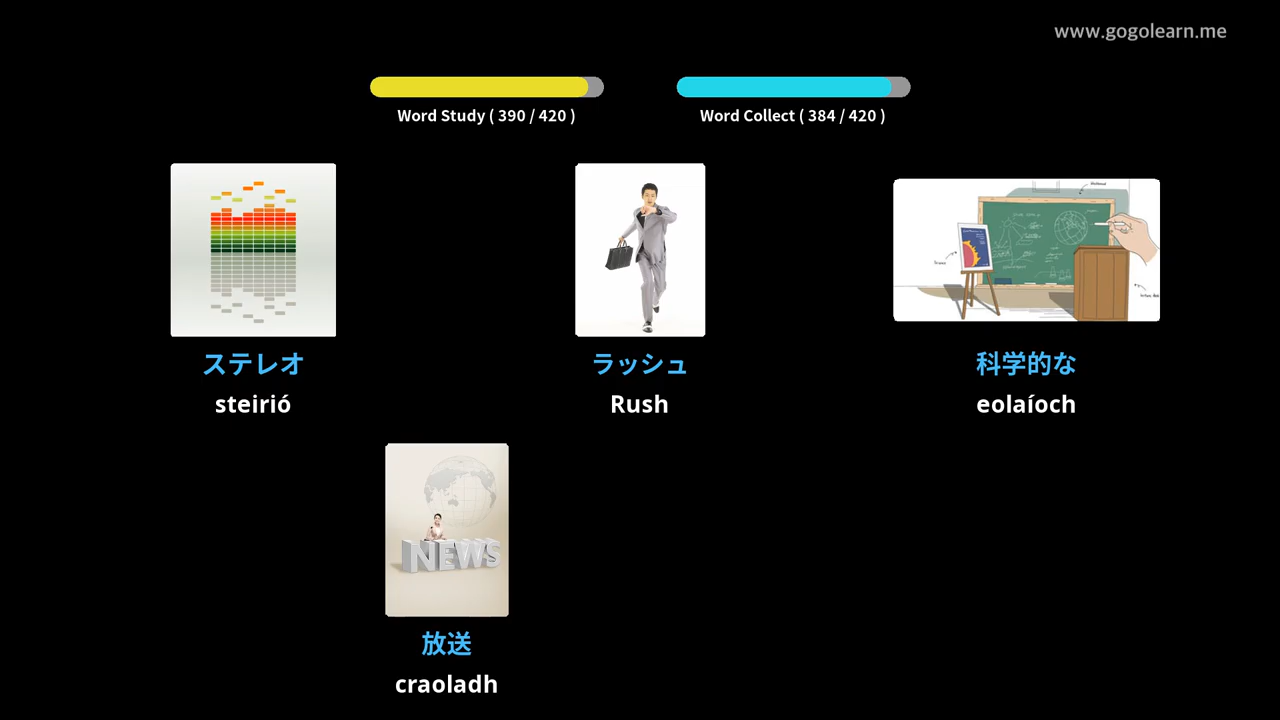 www.gogolearn.me
Word Study ( 390 / 420 )
Word Collect ( 384 / 420 )
ステレオ
steirió
ラッシュ
Rush
科学的な
eolaíoch
NEWS
放送
craoladh